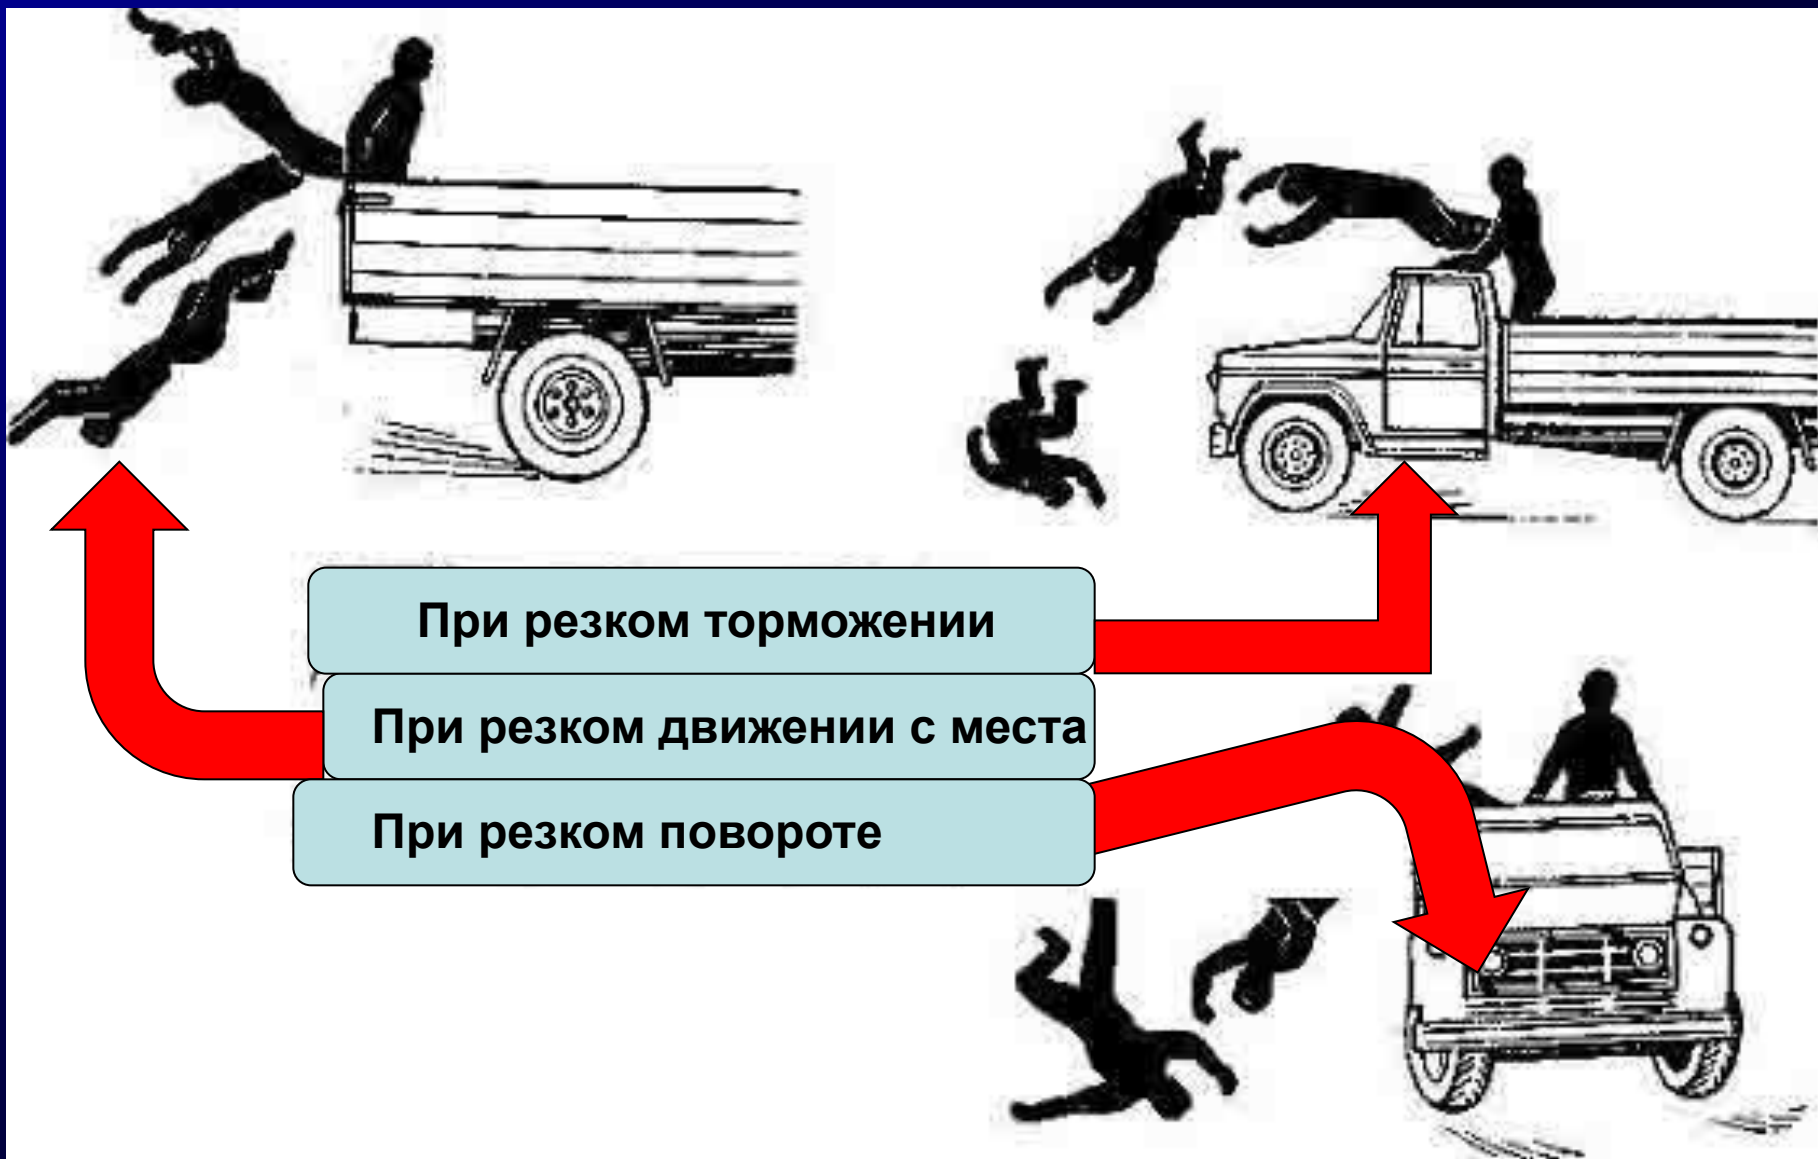 При резком торможении
При резком движении с места
При резком повороте